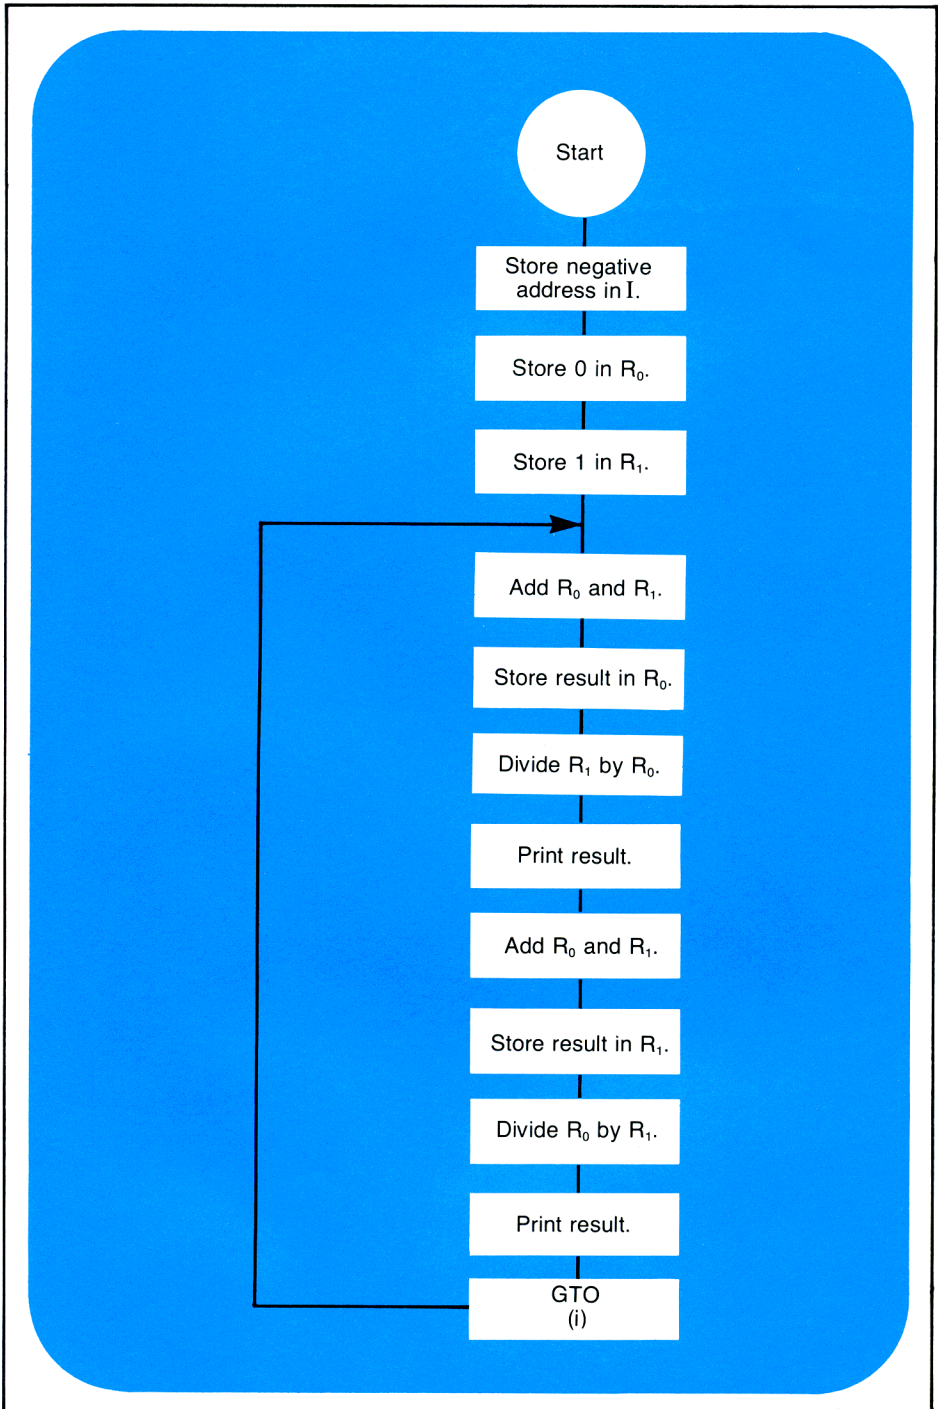 Start
Store negative
address in I.
Store 0 in R₀.
Store 1 in R₁.
Add R₀ and R₁.
Store result in R₀.
Divide R₁ by R₀.
Print result.
Add R₀ and R₁.
Store result in R₁.
Divide R₀ by R₁.
Print result.
GTO
(i)